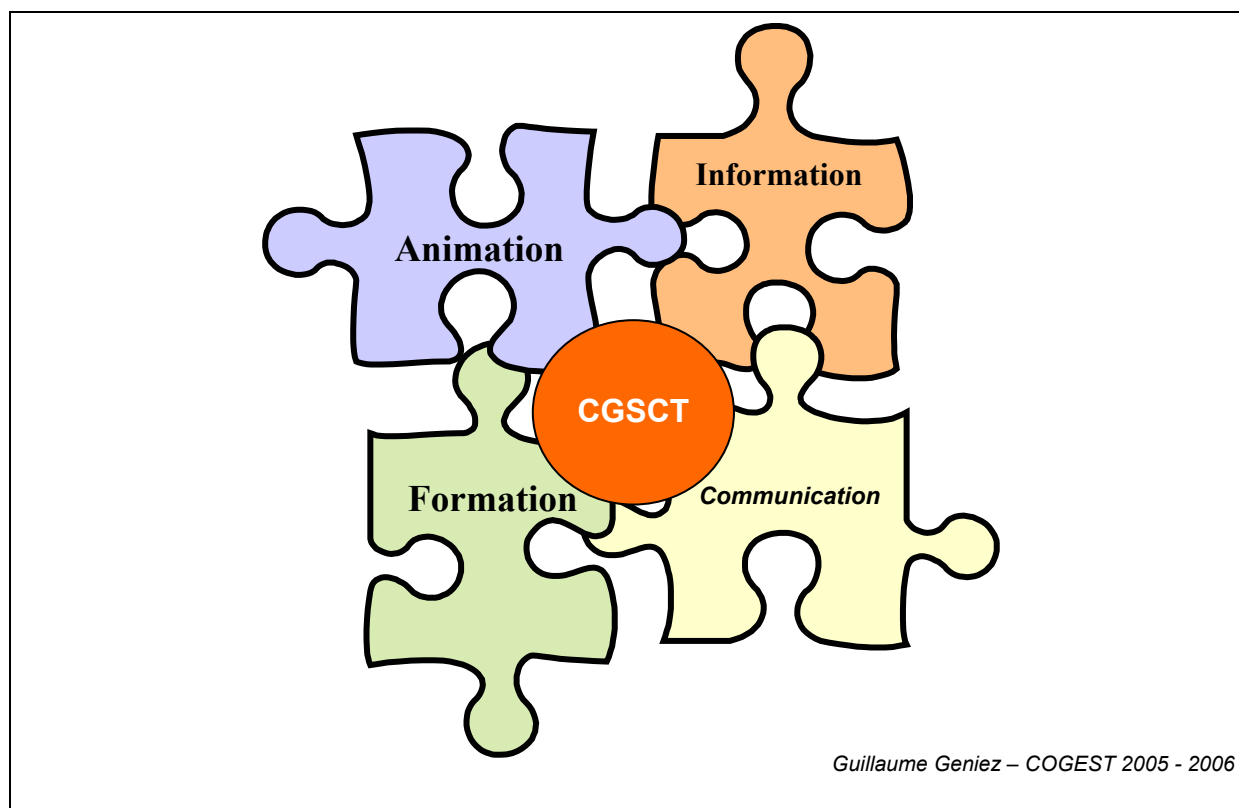 Information
Animation
CGSCT
Formation
Communication
Guillaume Geniez – COGEST 2005 - 2006